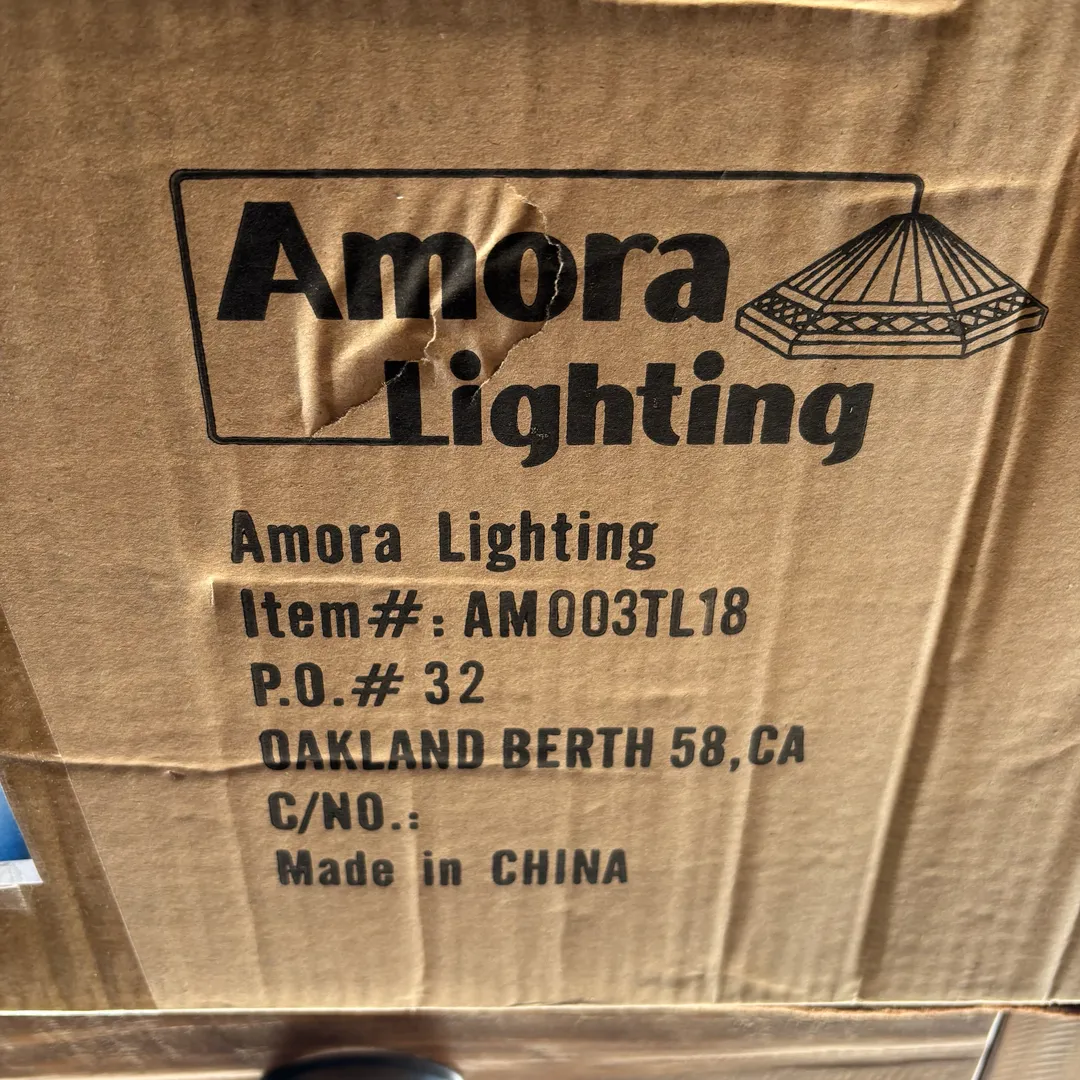 Amora
Lighting
Amora Lighting
Item#: AM003TL18
P.O.# 32
OAKLAND BERTH 58,CA
C/NO.:
Made in CHINA